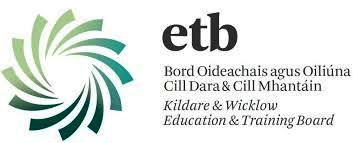 etb
Bord Oideachais agus Oiliúna
Cill Dara & Cill Mhantáin
Kildare & Wicklow
Education & Training Board